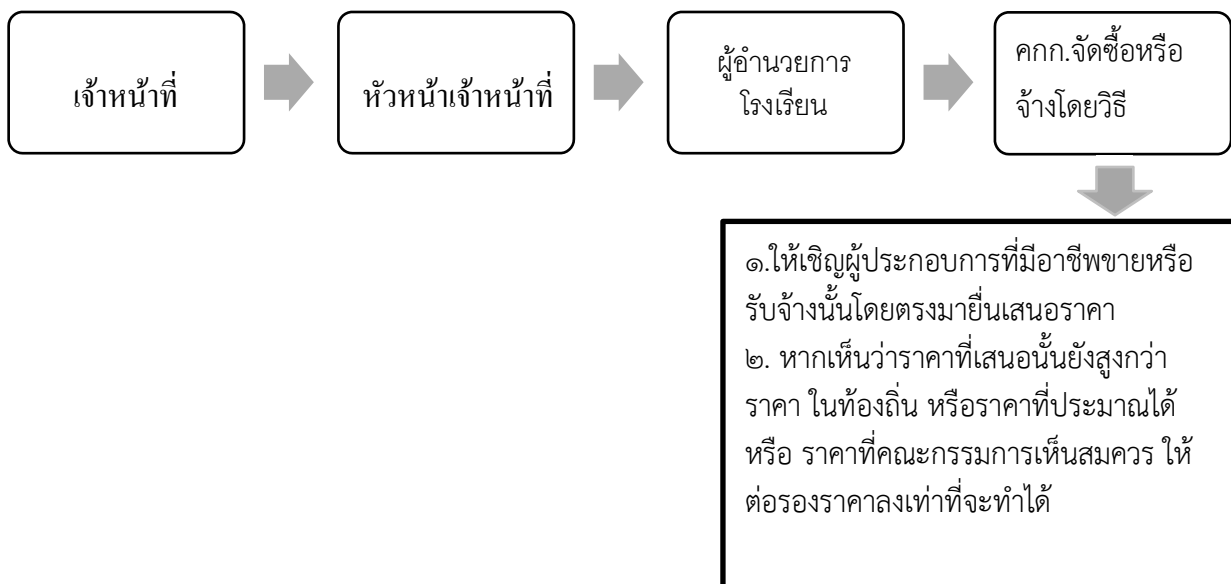 เจ้าหน้าที่
หัวหน้าเจ้าหน้าที่
ผู้อำนวยการ
โรงเรียน
คกก.จัดซื้อหรือ
จ้างโดยวิธี
๑.ให้เชิญผู้ประกอบการที่มีอาชีพขายหรือ
รับจ้างนั้นโดยตรงมายื่นเสนอราคา
๒. หากเห็นว่าราคาที่เสนอนั้นยังสูงกว่า
ราคา ในท้องถิ่น หรือราคาที่ประมาณได้
หรือ ราคาที่คณะกรรมการเห็นสมควร ให้
ต่อรองราคาลงเท่าที่จะทำได้